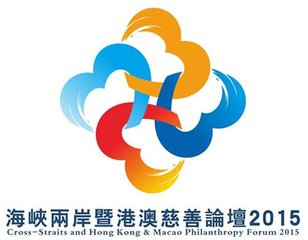 海峽兩岸暨港澳慈善論壇2015
Cross-Straits and Hong Kong & Macao Philanthropy Forum 2015